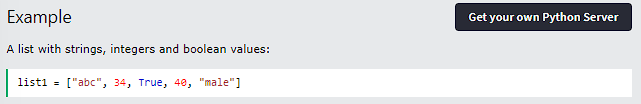 Example
Get your own Python Server
A list with strings, integers and boolean values:
list1 = ["abc", 34, True, 40, "male"]